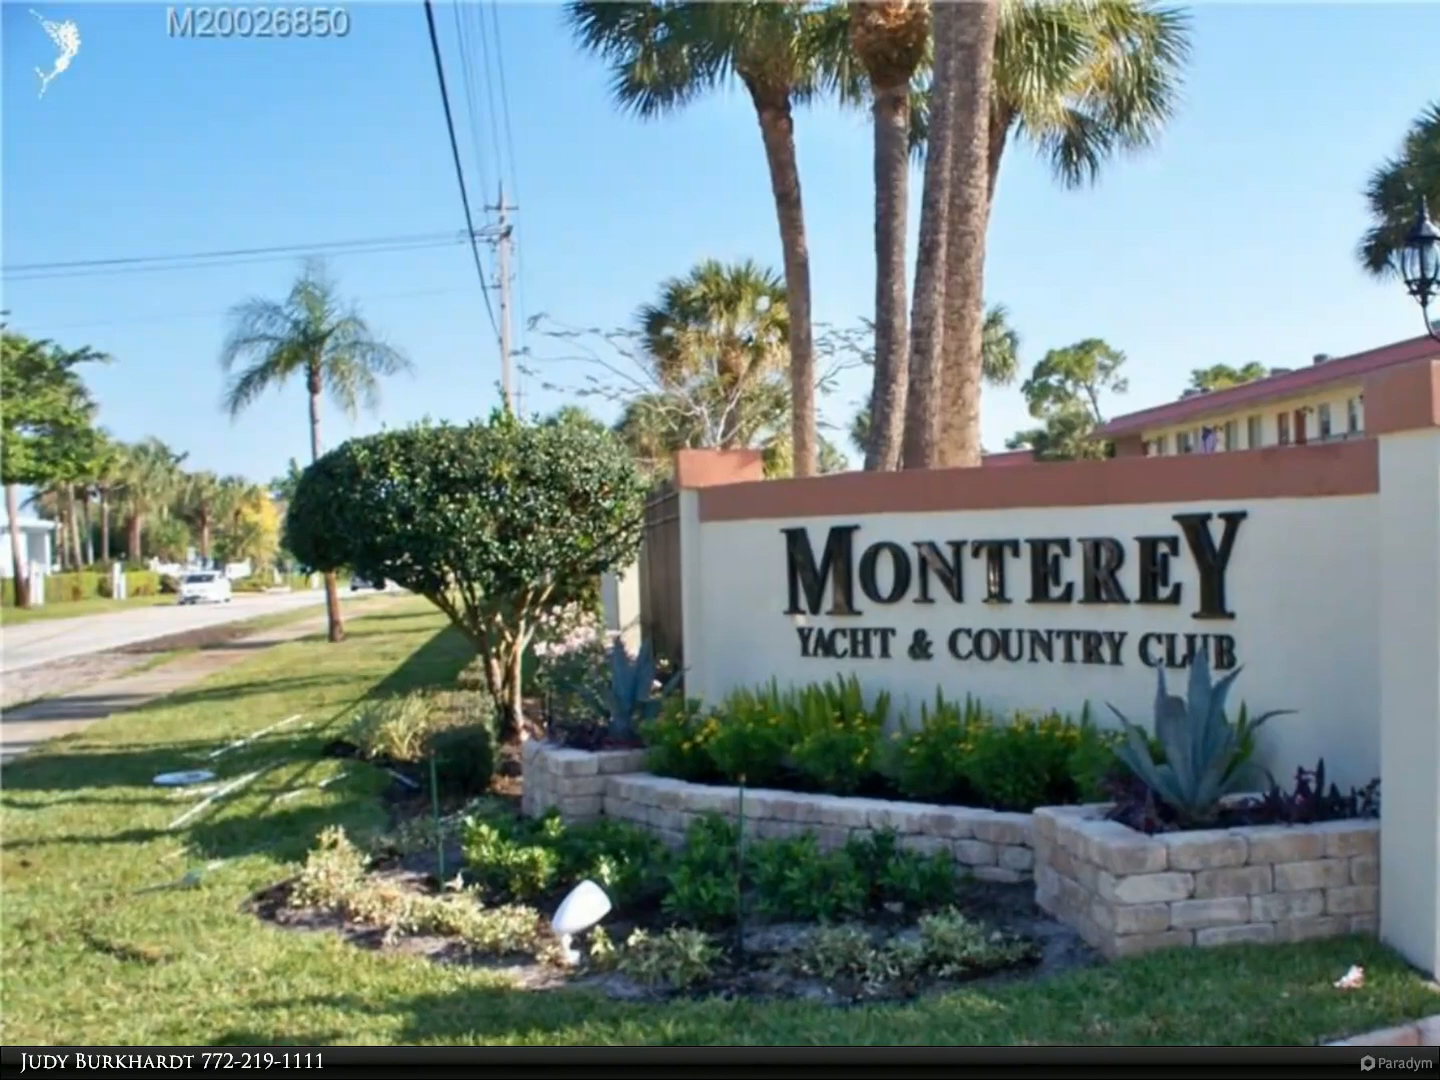 M20026850
MONTEREY
YACHT & COUNTRY CLUB
JUDY BURKHARDT 772-219-1111
Paradym